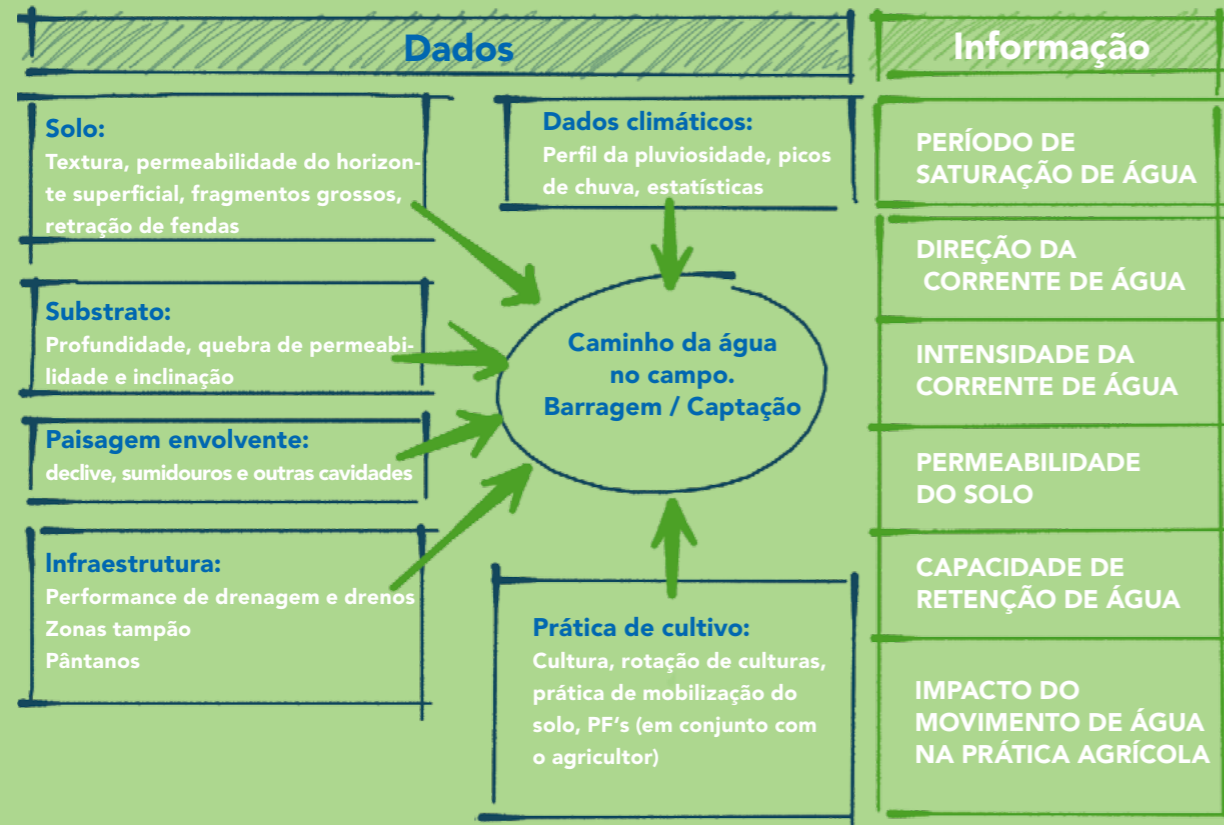 Dados
Solo:
Textura, permeabilidade do horizon-
te superficial, fragmentos grossos,
retração de fendas
Substrato:
Profundidade, quebra de permeabi-
lidade e inclinação
Paisagem envolvente:
declive, sumidouros e outras cavidades
Infraestrutura:
Performance de drenagem e drenos
Zonas tampão
Pântanos
Dados climáticos:
Perfil da pluviosidade, picos
de chuva, estatísticas
Caminho da água
no campo.
Barragem / Captação
Prática de cultivo:
Cultura, rotação de culturas,
prática de mobilização do
solo, PF's (em conjunto com
o agricultor)
Informação
PERÍODO DE
SATURAÇÃO DE ÁGUA
DIREÇÃO DA
CORRENTE DE ÁGUA
INTENSIDADE DA
CORRENTE DE ÁGUA
PERMEABILIDADE
DO SOLO
CAPACIDADE DE
RETENÇÃO DE ÁGUA
IMPACTO DO
MOVIMENTO DE ÁGUA
NA PRÁTICA AGRÍCOLA